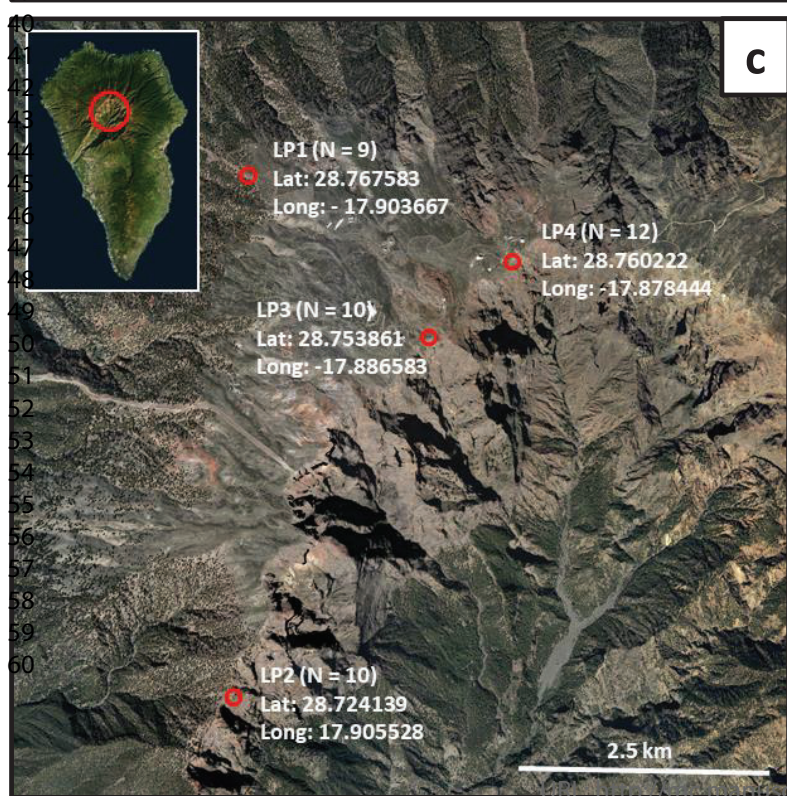 40
41
42
43
44
45
46
47
48
49
50
51
52
53
54
55
56
57
58
59
60
c
LP1 (N = 9)
Lat: 28.767583
Long: - 17.903667
LP4 (N = 12)
Lat: 28.760222
Long: -17.878444
LP3 (N = 10)
Lat: 28.753861
Long: -17.886583
LP2 (N = 10)
Lat: 28.724139
Long: 17.905528
2.5 km